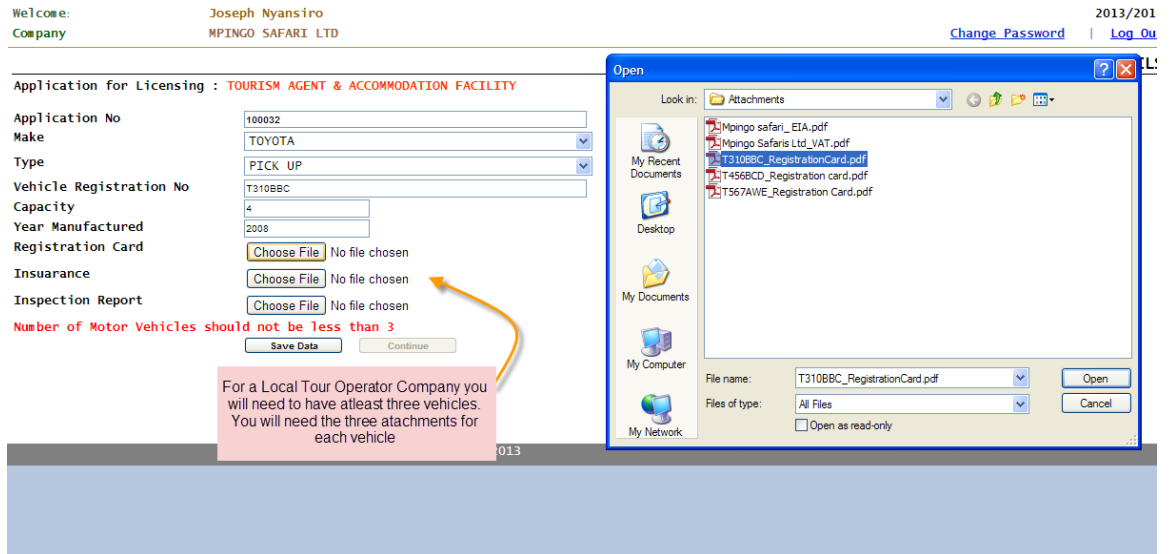 Welcome: Joseph Nyansiro 2013/201
Company MPINGO SAFARI LTD Change Password | Log Ou
Application for Licensing : TOURISM AGENT & ACCOMMODATION FACILITY
Application No 100032
Make TOYOTA
Type PICK UP
Vehicle Registration No T310BBC
Capacity 4
Year Manufactured 2008
Registration Card Choose File No file chosen
Insuarance Choose File No file chosen
Inspection Report Choose File No file chosen
Number of Motor Vehicles should not be less than 3
Save Data Continue
For a Local Tour Operator Company you
will need to have atleast three vehicles.
You will need the three atachments for
each vehicle
2013
Open
Look in: Attachments
My Recent
Documents
Desktop
My Documents
My Computer
My Network
Mpingo safari_ EIA.pdf
Mpingo Safaris Ltd_VAT.pdf
T310BBC_RegistrationCard.pdf
T456BCD_Registration card.pdf
T567AWE_Registration Card.pdf
File name: T310BBC_RegistrationCard.pdf Open
Files of type: All Files Cancel
Open as read-only